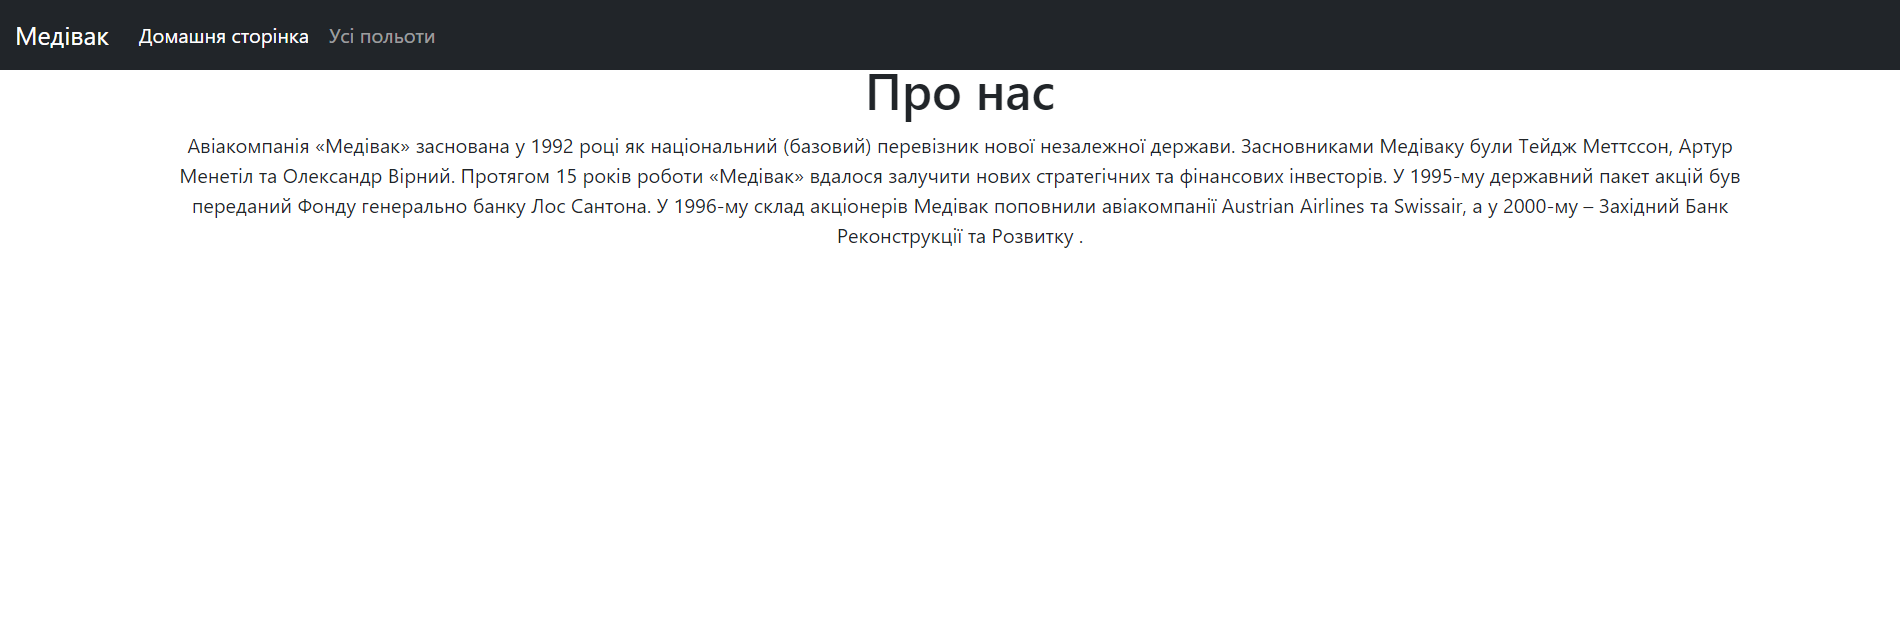 Медівак Домашня сторінка Усі польоти
Про нас
Авіакомпанія «Медівак» заснована у 1992 році як національний (базовий) перевізник нової незалежної держави. Засновниками Медіваку були Тейдж Меттссон, Артур
Менетіл та Олександр Вірний. Протягом 15 років роботи «Медівак» вдалося залучити нових стратегічних та фінансових інвесторів. У 1995-му державний пакет акцій був
переданий Фонду генерально банку Лос Сантона. У 1996-му склад акціонерів Медівак поповнили авіакомпанії Austrian Airlines та Swissair, а у 2000-му – Західний Банк
Реконструкції та Розвитку .